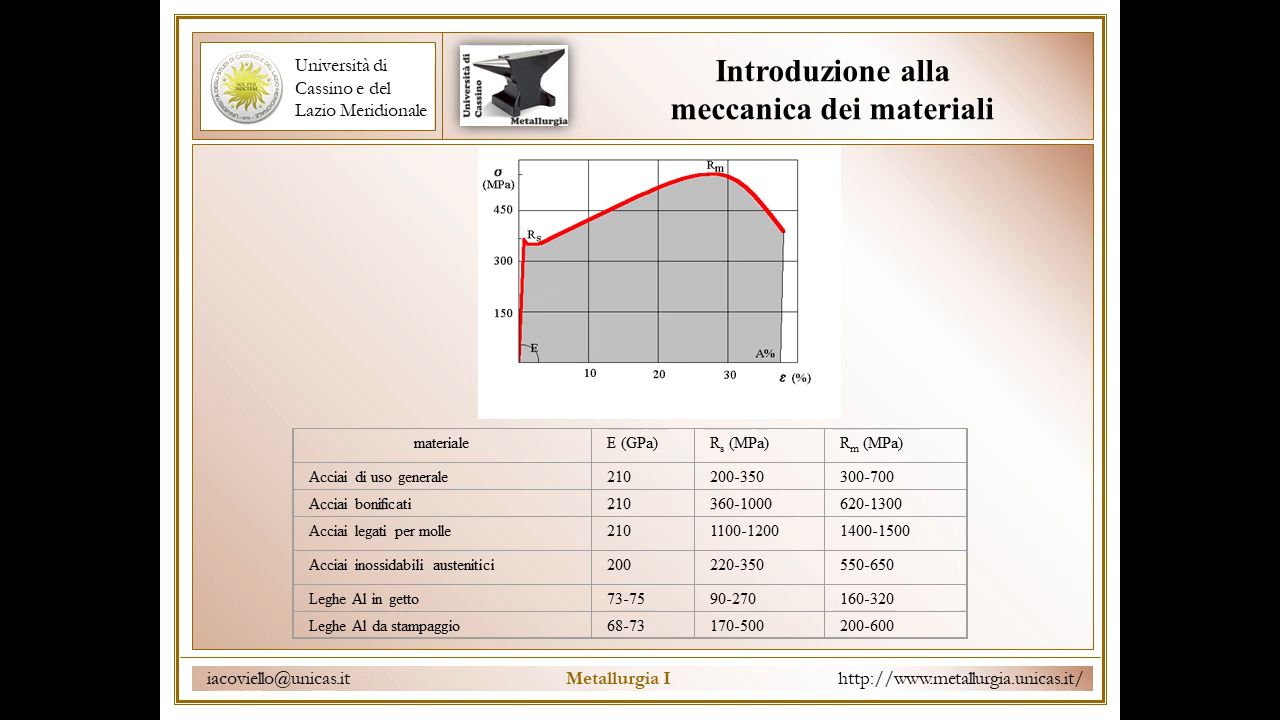 Università di
Cassino e del
Lazio Meridionale
Università di
Cassino
Metallurgia
Introduzione alla
meccanica dei materiali
σ
(MPa)
450
300
150
Rm
Rs
E
A%
10
20
30
ε (%)
materiale E (GPa) Rs (MPa) Rm (MPa)
Acciai di uso generale 210 200-350 300-700
Acciai bonificati 210 360-1000 620-1300
Acciai legati per molle 210 1100-1200 1400-1500
Acciai inossidabili austenitici 200 220-350 550-650
Leghe Al in getto 73-75 90-270 160-320
Leghe Al da stampaggio 68-73 170-500 200-600
iacoviello@unicas.it Metallurgia I http://www.metallurgia.unicas.it/